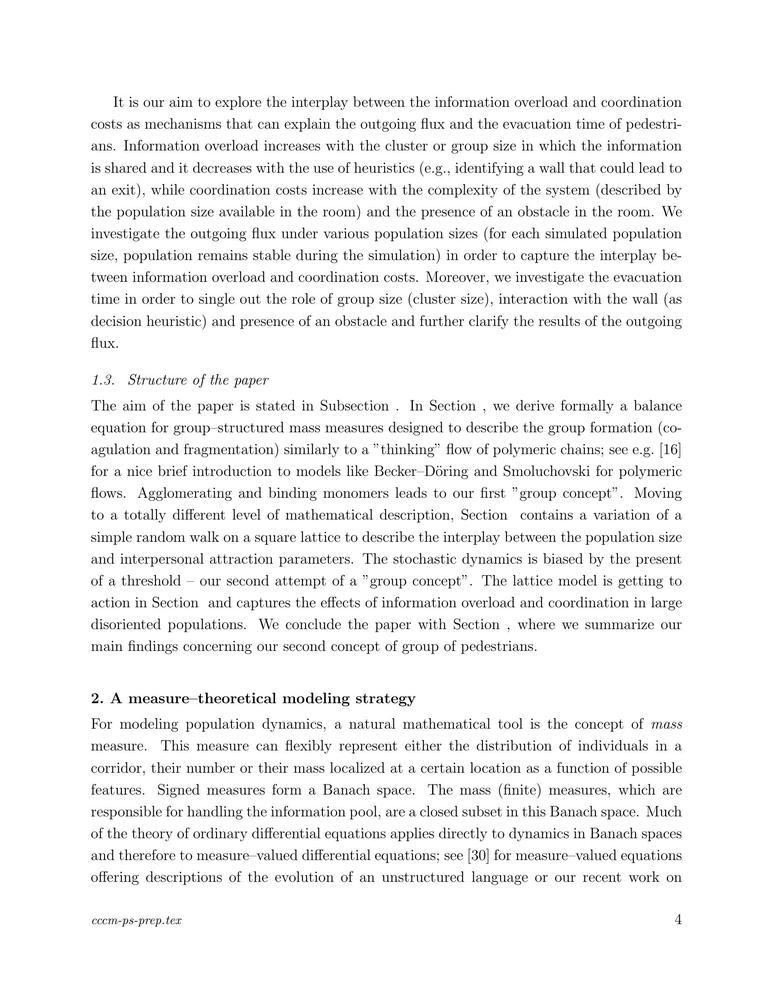 It is our aim to explore the interplay between the information overload and coordination
costs as mechanisms that can explain the outgoing flux and the evacuation time of pedestri-
ans. Information overload increases with the cluster or group size in which the information
is shared and it decreases with the use of heuristics (e.g., identifying a wall that could lead to
an exit), while coordination costs increase with the complexity of the system (described by
the population size available in the room) and the presence of an obstacle in the room. We
investigate the outgoing flux under various population sizes (for each simulated population
size, population remains stable during the simulation) in order to capture the interplay be-
tween information overload and coordination costs. Moreover, we investigate the evacuation
time in order to single out the role of group size (cluster size), interaction with the wall (as
decision heuristic) and presence of an obstacle and further clarify the results of the outgoing
flux.
1.3. Structure of the paper
The aim of the paper is stated in Subsection . In Section , we derive formally a balance
equation for group–structured mass measures designed to describe the group formation (co-
agulation and fragmentation) similarly to a ”thinking” flow of polymeric chains; see e.g. [16]
for a nice brief introduction to models like Becker–Döring and Smoluchovski for polymeric
flows. Agglomerating and binding monomers leads to our first ”group concept”. Moving
to a totally different level of mathematical description, Section contains a variation of a
simple random walk on a square lattice to describe the interplay between the population size
and interpersonal attraction parameters. The stochastic dynamics is biased by the present
of a threshold – our second attempt of a ”group concept”. The lattice model is getting to
action in Section and captures the effects of information overload and coordination in large
disoriented populations. We conclude the paper with Section , where we summarize our
main findings concerning our second concept of group of pedestrians.
2. A measure–theoretical modeling strategy
For modeling population dynamics, a natural mathematical tool is the concept of mass
measure. This measure can flexibly represent either the distribution of individuals in a
corridor, their number or their mass localized at a certain location as a function of possible
features. Signed measures form a Banach space. The mass (finite) measures, which are
responsible for handling the information pool, are a closed subset in this Banach space. Much
of the theory of ordinary differential equations applies directly to dynamics in Banach spaces
and therefore to measure–valued differential equations; see [30] for measure–valued equations
offering descriptions of the evolution of an unstructured language or our recent work on
cccm-ps-prep.tex 4